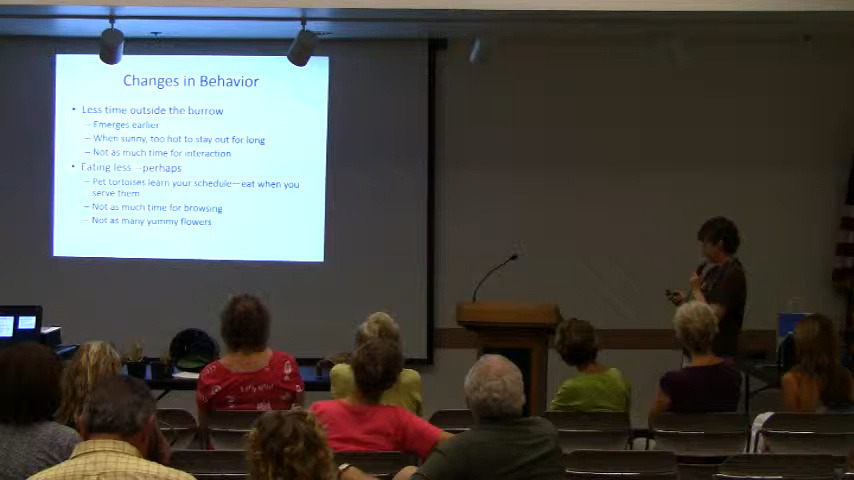 Changes in Behavior
• Less time outside the burrow
– Emerges earlier
– When sunny, too hot to stay out for long
– Not as much time for interaction
• Eating less – perhaps
– Pet tortoises learn your schedule—eat when you
serve them
– Not as much time for browsing
– Not as many yummy flowers